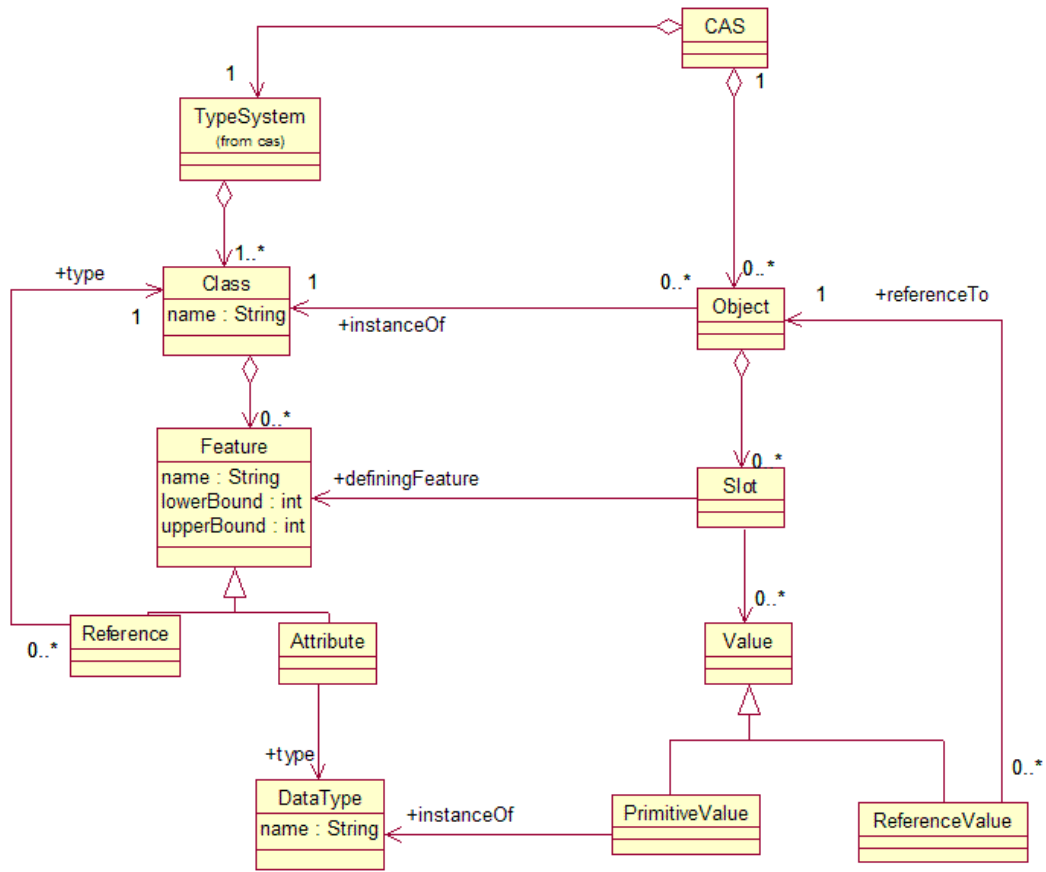 CAS
1
1
TypeSystem
(from cas)
1..*
0..*
+type
Class
1
0..*
Object
1
+referenceTo
name : String
1
+instanceOf
0..*
Feature
0..*
name : String
+definingFeature
Slot
lowerBound : int
upperBound : int
0..*
Reference
Attribute
Value
0..*
+type
0..*
DataType
+instanceOf
PrimitiveValue
ReferenceValue
name : String